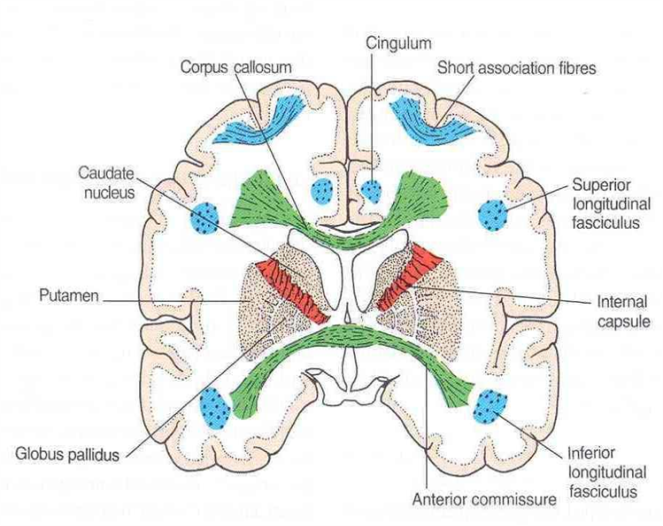 Cingulum
Corpus callosum
Short association fibres
Caudate
nucleus
Superior
longitudinal
fasciculus
Putamen
Internal
capsule
Globus pallidus
Inferior
longitudinal
fasciculus
Anterior commissure